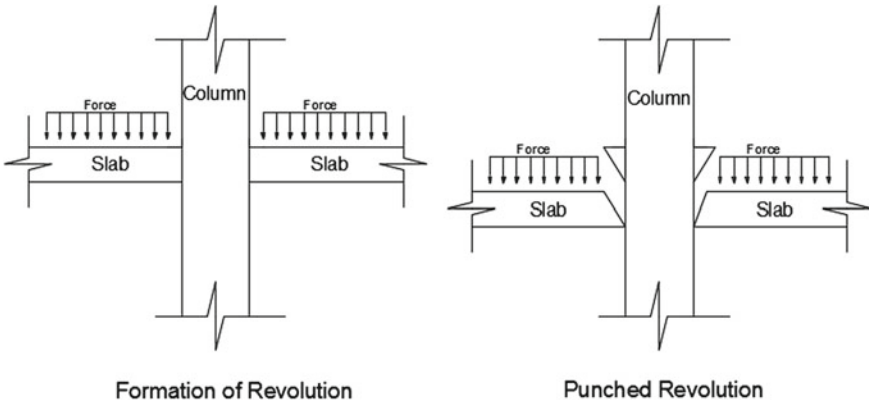 Column
Force
Force
Slab
Slab
Formation of Revolution
Column
Force
Force
Slab
Slab
Punched Revolution